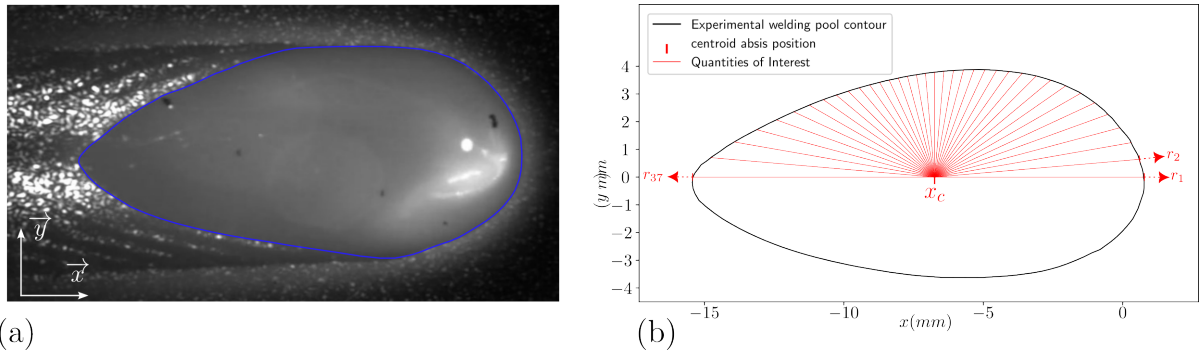 y
x
(a)
Experimental welding pool contour
centroid absis position
Quantities of Interest
4
3
2
1
0
−1
−2
−3
−4
(y mm)
r37
r2
r1
xc
−15
−10
−5
0
x(mm)
(b)